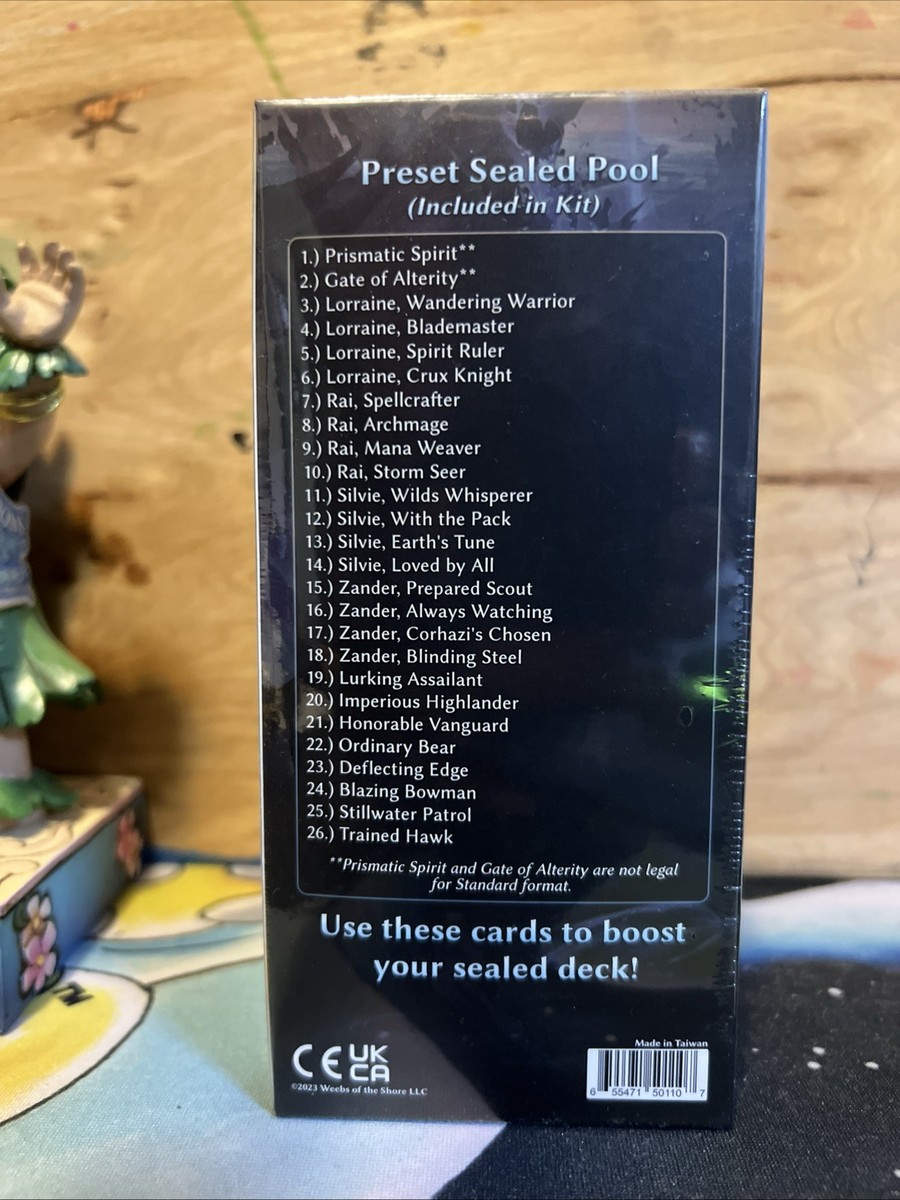 Preset Sealed Pool
(Included in Kit)
1.) Prismatic Spirit**
2.) Gate of Alterity**
3.) Lorraine, Wandering Warrior
4.) Lorraine, Blademaster
5.) Lorraine, Spirit Ruler
6.) Lorraine, Crux Knight
7.) Rai, Spellcrafter
8.) Rai, Archmage
9.) Rai, Mana Weaver
10.) Rai, Storm Seer
11.) Silvie, Wilds Whisperer
12.) Silvie, With the Pack
13.) Silvie, Earth's Tune
14.) Silvie, Loved by All
15.) Zander, Prepared Scout
16.) Zander, Always Watching
17.) Zander, Corhazi's Chosen
18.) Zander, Blinding Steel
19.) Lurking Assailant
20.) Imperious Highlander
21.) Honorable Vanguard
22.) Ordinary Bear
23.) Deflecting Edge
24.) Blazing Bowman
25.) Stillwater Patrol
26.) Trained Hawk
**Prismatic Spirit and Gate of Alterity are not legal
for Standard format.
Use these cards to boost
your sealed deck!
Made in Taiwan
CE UK
CA
©2023 Weebs of the Shore LLC
6 55471 50110 7